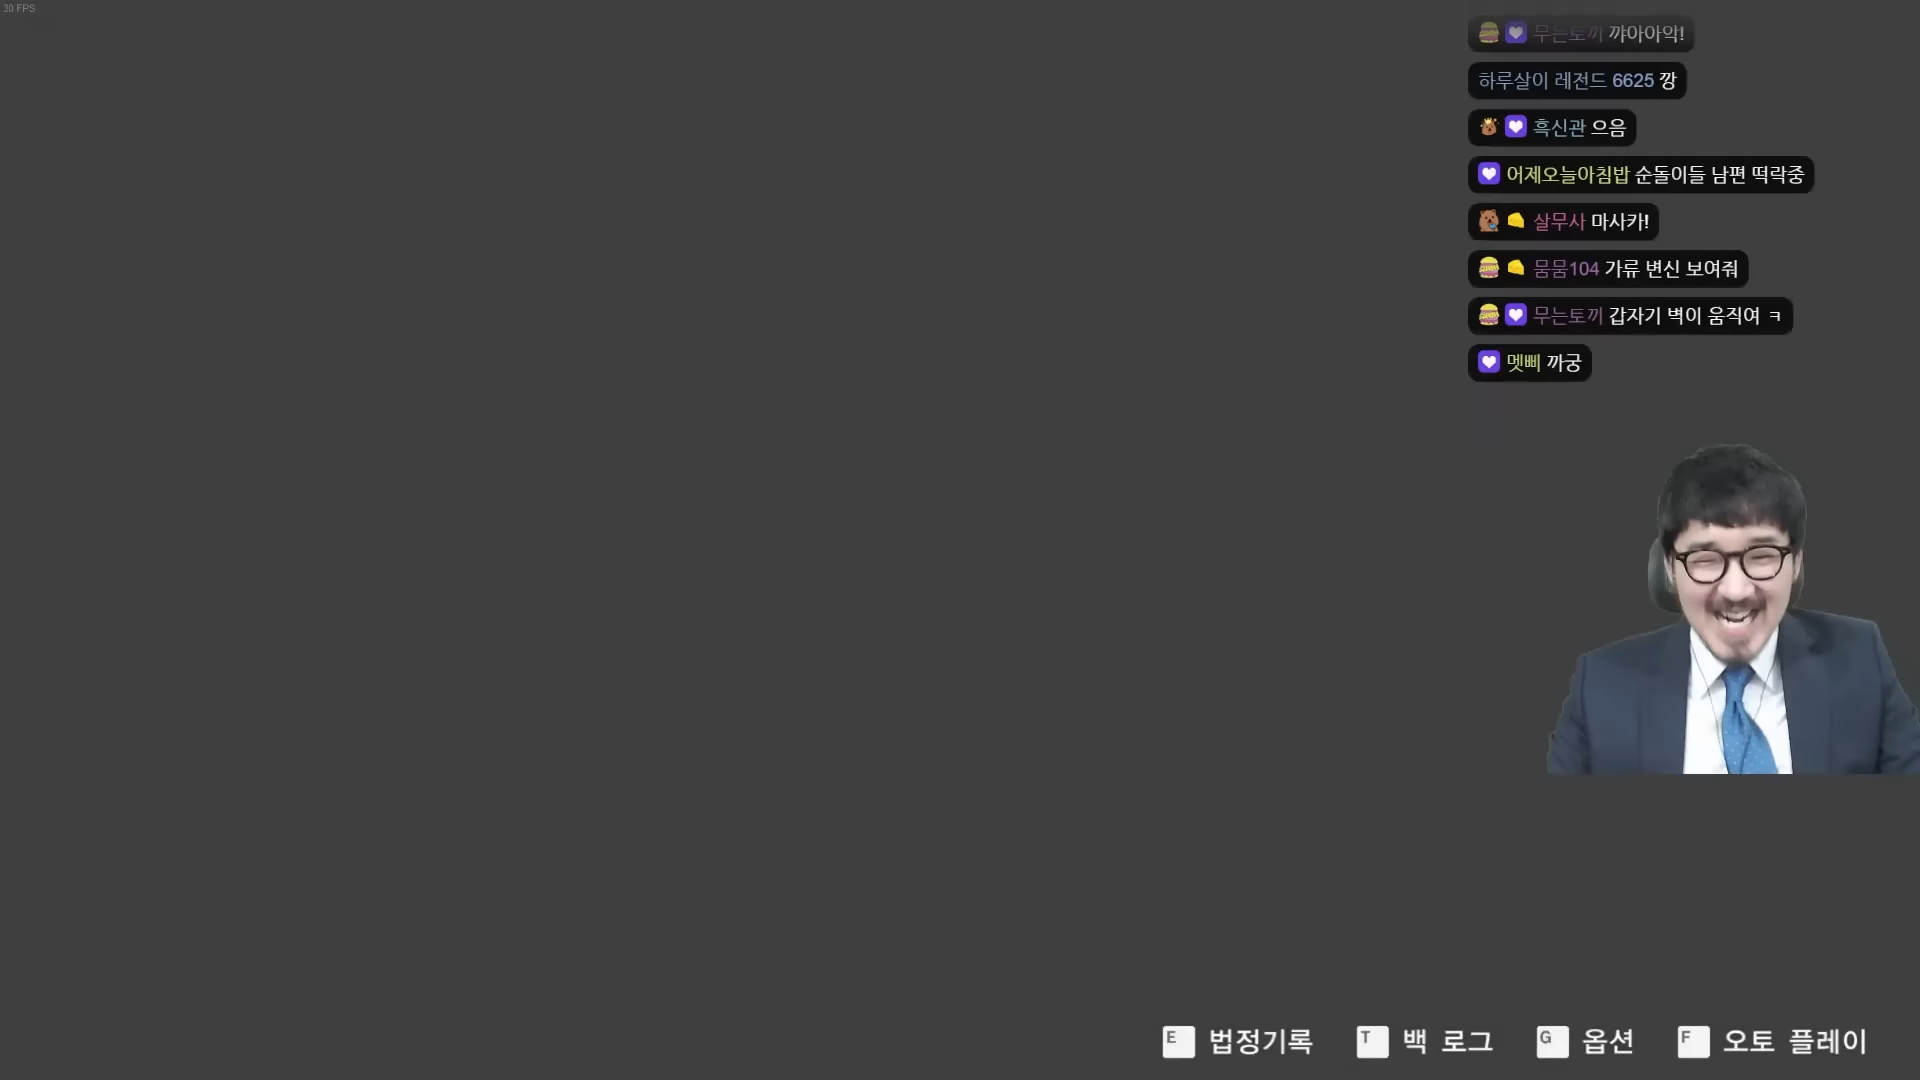 30 FPS
무는토끼 꺄아아악!
하루살이 레전드 6625 깡
흑신관 으음
어제오늘아침밥 순돌이들 남편 떡락중
살무사 마사카!
뭄뭄104 가류 변신 보여줘
무는토끼 갑자기 벽이 움직여 ㅋ
멧삐 까궁
E 법정기록 T 백 로그 G 옵션 F 오토 플레이